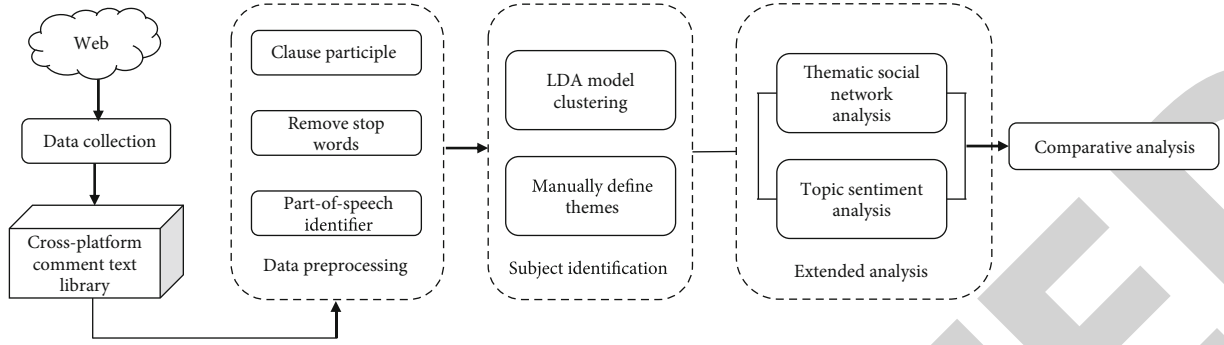 Web
Data collection
Cross-platform
comment text
library
Clause participle
Remove stop
words
Part-of-speech
identifier
Data preprocessing
LDA model
clustering
Manually define
themes
Subject identification
Thematic social
network
analysis
Topic sentiment
analysis
Extended analysis
Comparative analysis